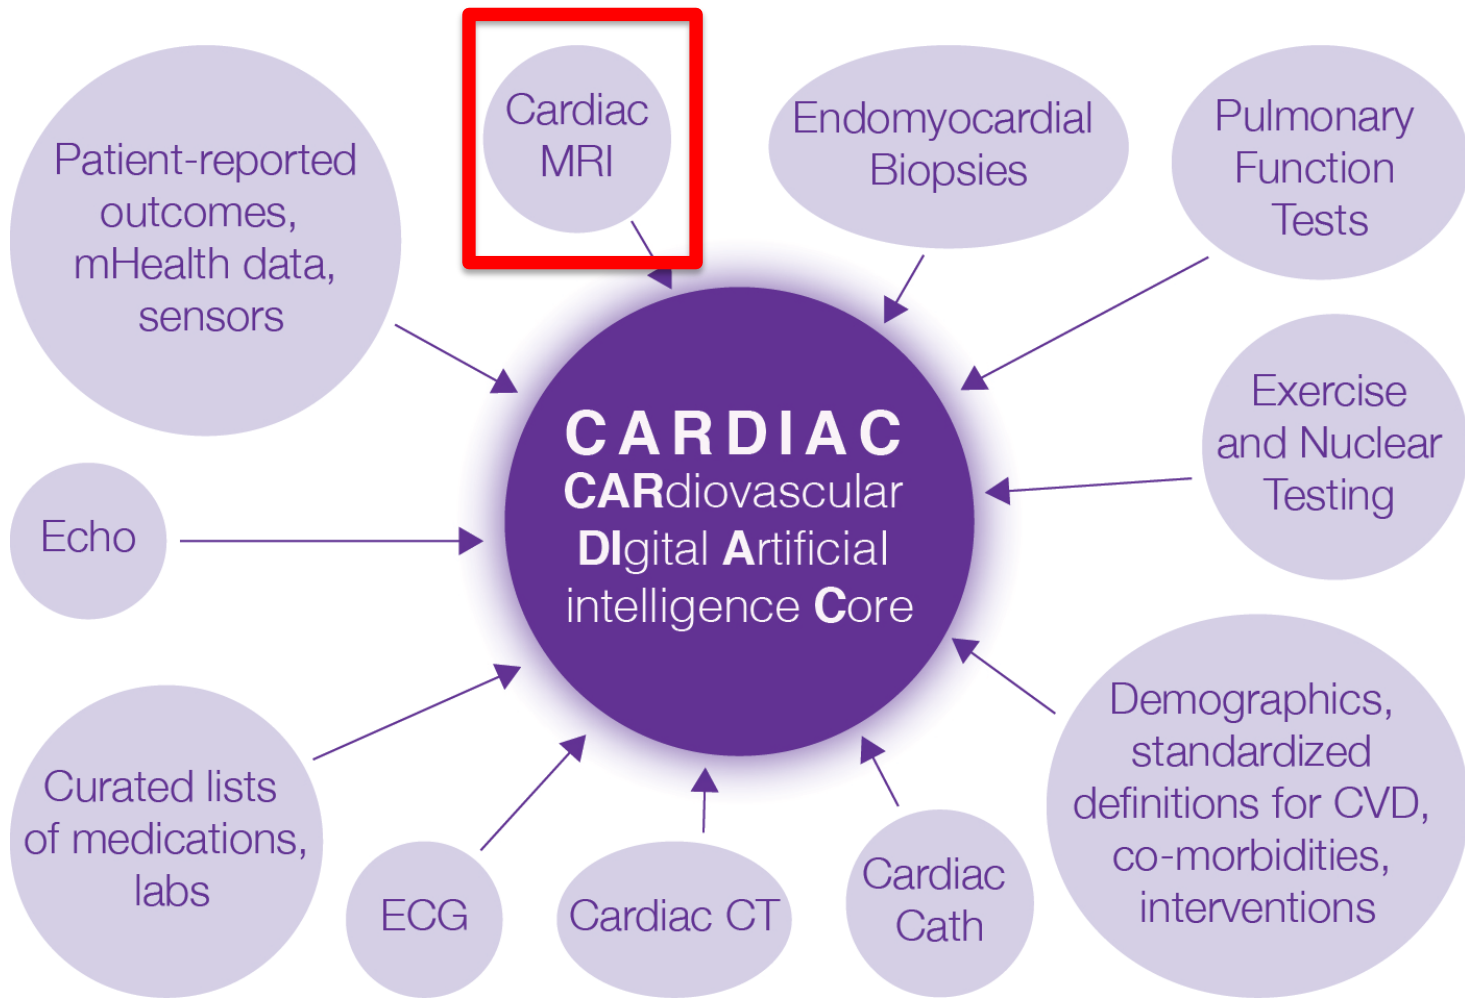 Cardiac
MRI
Endomyocardial
Biopsies
Pulmonary
Function
Tests
Patient-reported
outcomes,
mHealth data,
sensors
Exercise
and Nuclear
Testing
CARDIAC
CARdiovascular
DIgital Artificial
intelligence Core
Echo
Demographics,
standardized
definitions for CVD,
co-morbidities,
interventions
Curated lists
of medications,
labs
ECG
Cardiac CT
Cardiac
Cath